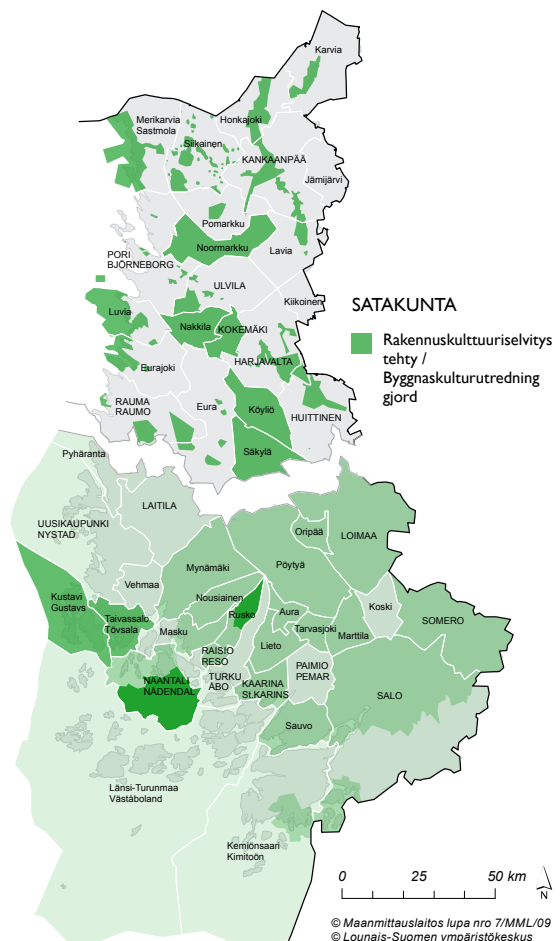 Karvia
Merikarvia
Sastmola
Honkajoki
Siikainen
KANKAANPÄÄ
Jämijärvi
Pomarkku
Noormarkku
Lavia
PORI
BJÖRNEBORG
ULVILA
Kiikoinen
Luvia
Nakkila
KOKEMÄKI
HARJAVALTA
Eurajoki
RAUMA
RAUMO
Eura
Köyliö
HUITTINEN
Säkylä
SATAKUNTA
Rakennuskulttuuriselvitys
tehty /
Byggnaskulturutredning
gjord
Pyhäranta
LAITILA
UUSIKAUPUNKI
NYSTAD
LOIMAA
Oripää
Pöytyä
Mynämäki
Vehmaa
Kustavi
Gustavs
Nousiainen
Taivassalo
Tövsala
Rusko
Aura
Koski
SOMERO
Masku
Tarvasjoki
Marttila
Lieto
RAISIO
RESO
PAIMIO
PEMAR
NAANTALI
NÅDENDAL
TURKU
ÅBO
KAARINA
St.KARINS
SALO
Sauvo
Länsi-Turunmaa
Väståboland
Kemiönsaari
Kimitoön
0 25 50 km
N
© Maanmittauslaitos lupa nro 7/MML/09
© Lounais-Suomen ympäristökeskus